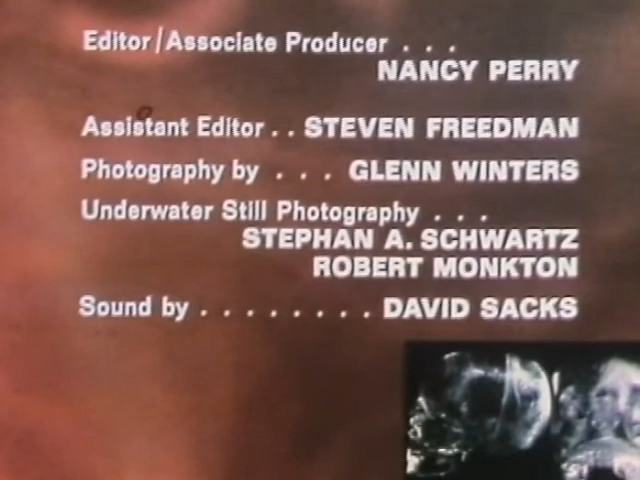 Editor/Associate Producer . . .
NANCY PERRY
Assistant Editor . . STEVEN FREEDMAN
Photography by . . . GLENN WINTERS
Underwater Still Photography . . .
STEPHAN A. SCHWARTZ
ROBERT MONKTON
Sound by . . . . . . . . DAVID SACKS